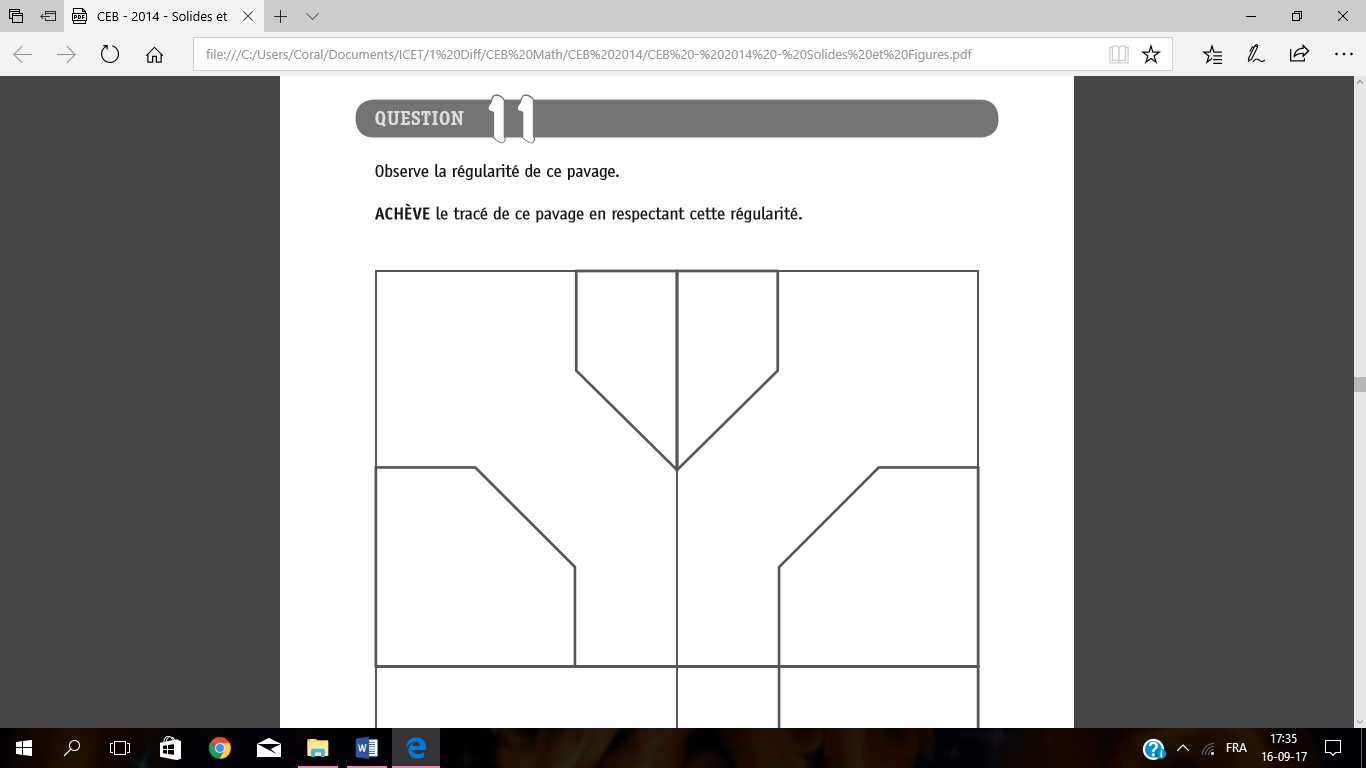 CEB - 2014 - Solides et
file:///C:/Users/Coral/Documents/ICET/1%20Diff/CEB%20Math/CEB%202014/CEB%20-%202014%20-%20Solides%20et%20Figures.pdf
QUESTION 11
Observe la régularité de ce pavage.
ACHÈVE le tracé de ce pavage en respectant cette régularité.
FRA
17:35
16-09-17